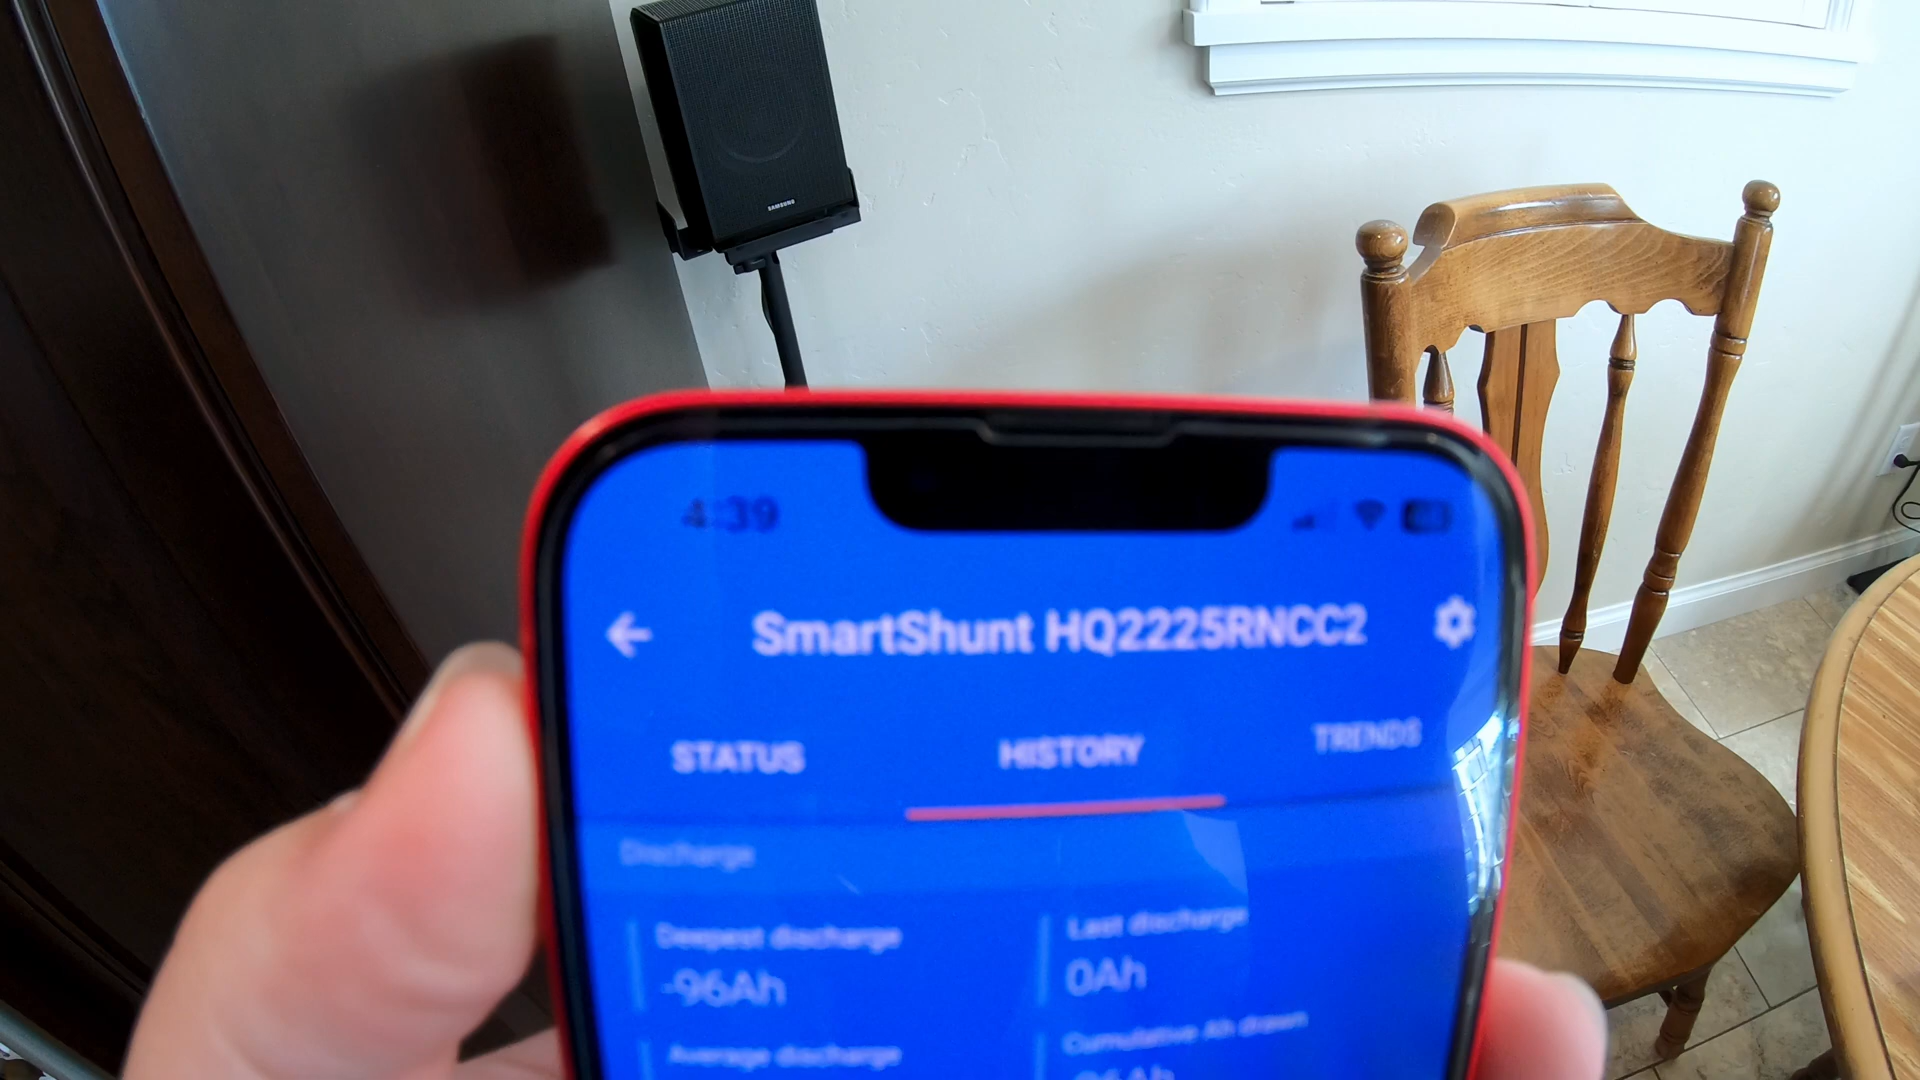 SAMSUNG
4:39
SmartShunt HQ2225RNCC2
STATUS HISTORY TRENDS
Discharge
Deepest discharge Last discharge
-96Ah 0Ah
Average discharge Cumulative Ah drawn